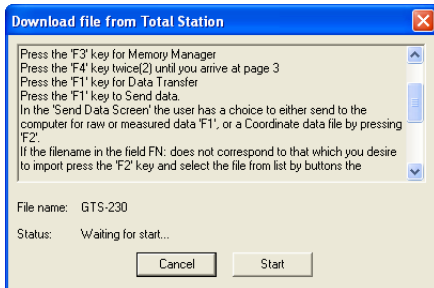 Download file from Total Station
Press the 'F3' key for Memory Manager
Press the 'F4' key twice(2) until you arrive at page 3
Press the 'F1' key for Data Transfer
Press the 'F1' key to Send data.
In the 'Send Data Screen' the user has a choice to either send to the
computer for raw or measured data 'F1', or a Coordinate data file by pressing
'F2'.
If the filename in the field FN: does not correspond to that which you desire
to import press the 'F2' key and select the file from list by buttons the
File name: GTS-230
Status: Waiting for start...
Cancel Start